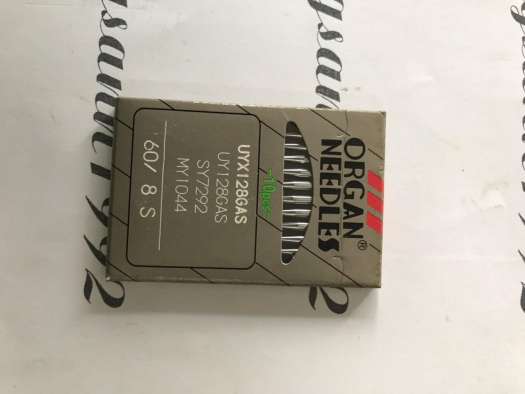 ORGAN®
NEEDLES
-10pcs-
UYX128GAS
UY128GAS
SY7292
MY1044
60/ 8 S